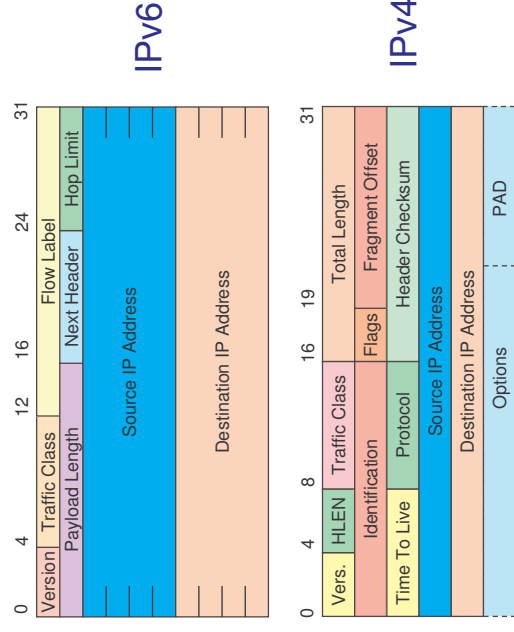 IPv6
0 4 12 16 24 31
Version Traffic Class Flow Label
Payload Length Next Header Hop Limit
Source IP Address
Destination IP Address
IPv4
0 4 8 16 19 31
Vers. HLEN Traffic Class Total Length
Identification Flags Fragment Offset
Time To Live Protocol Header Checksum
Source IP Address
Destination IP Address
Options PAD